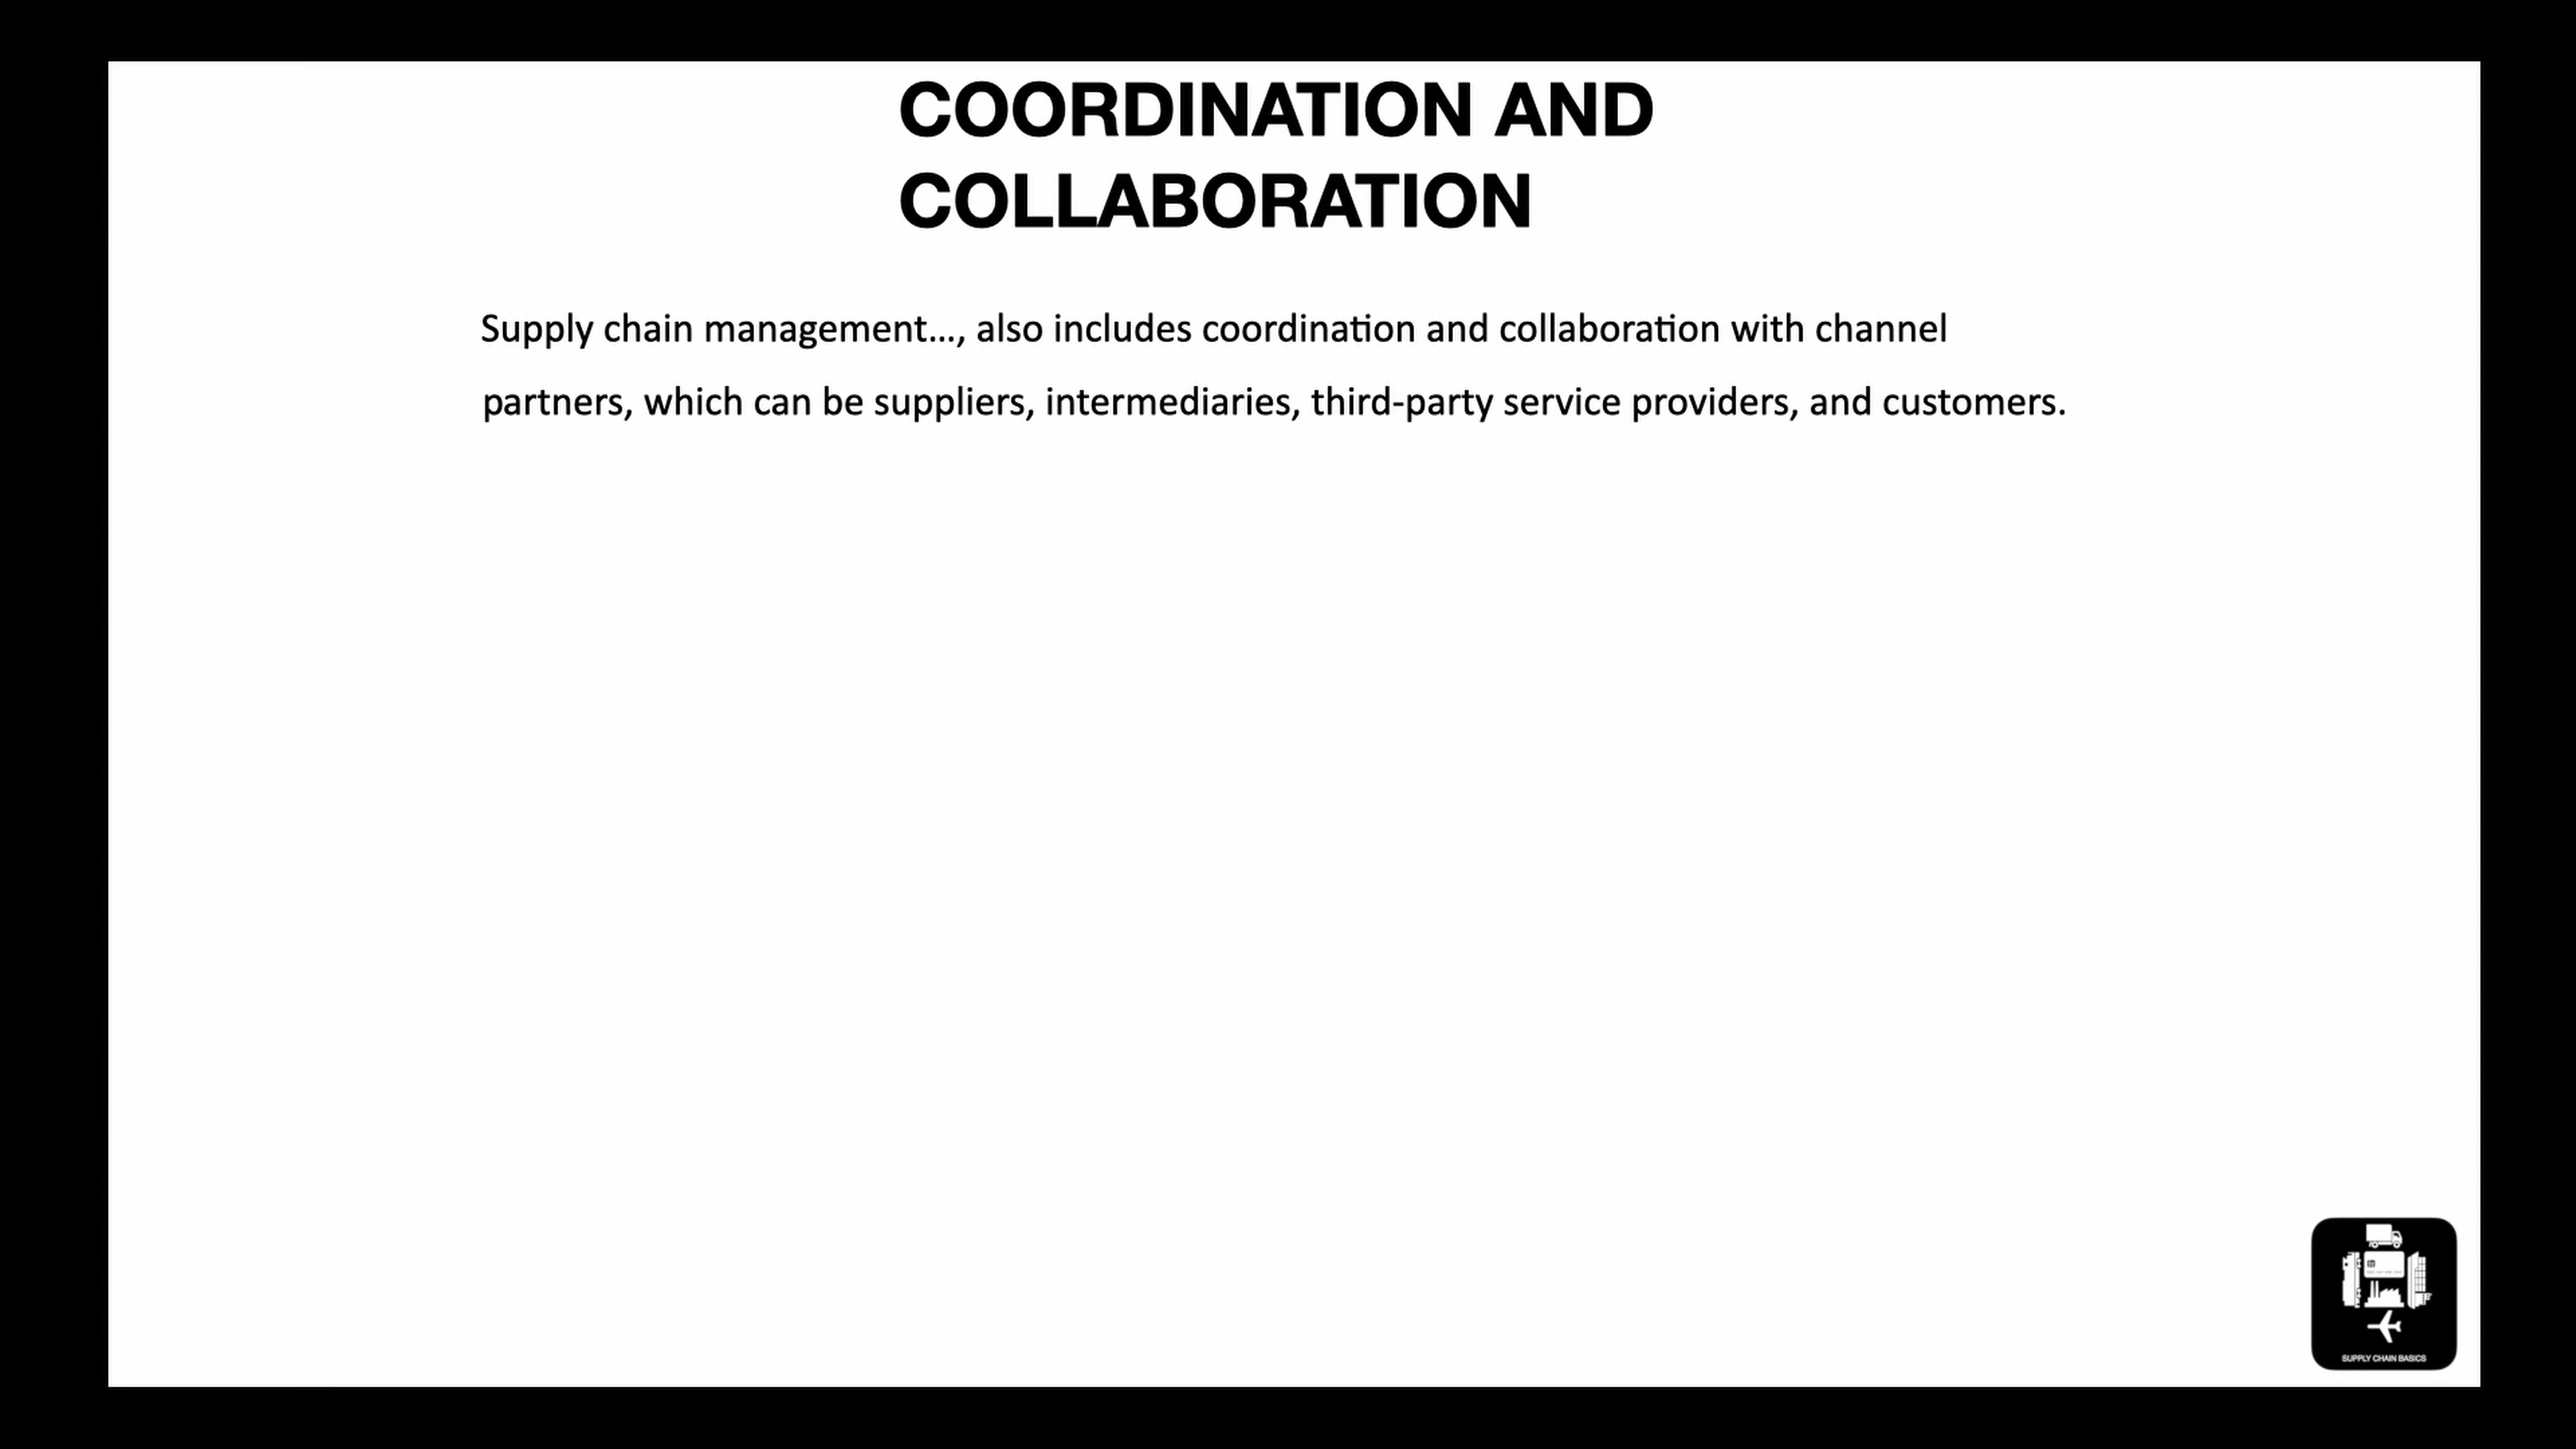 COORDINATION AND
COLLABORATION
Supply chain management..., also includes coordination and collaboration with channel
partners, which can be suppliers, intermediaries, third-party service providers, and customers.
SUPPLY CHAIN BASICS